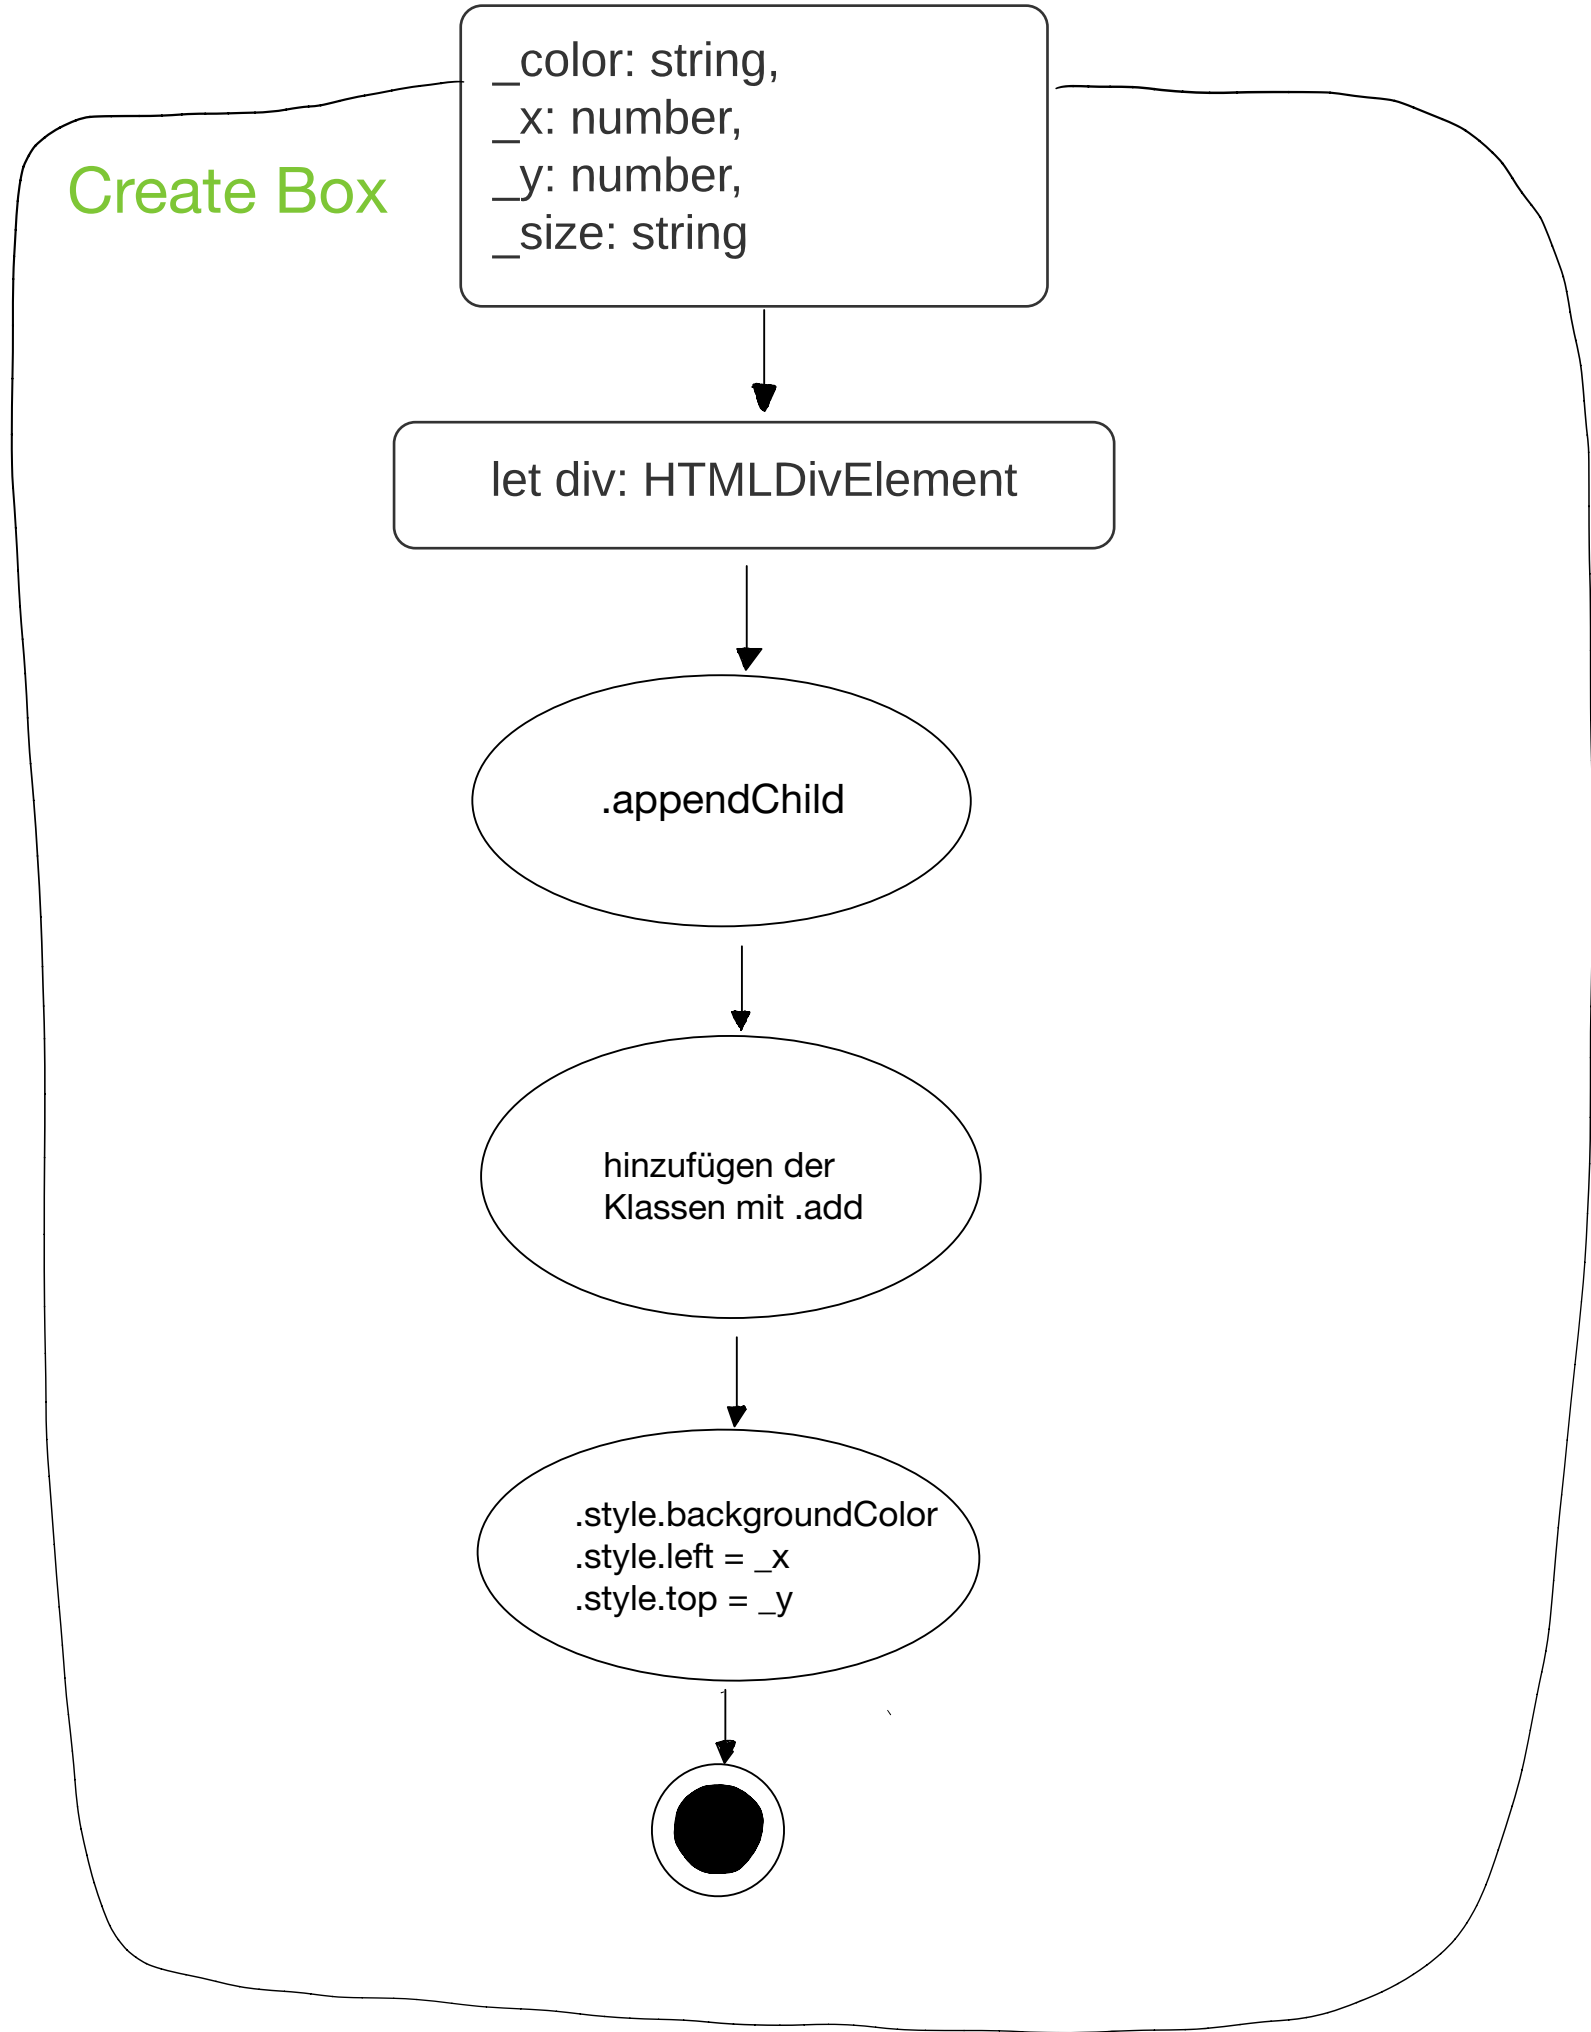 _color: string,
_x: number,
_y: number,
_size: string
Create Box
let div: HTMLDivElement
.appendChild
hinzufügen der
Klassen mit .add
.style.backgroundColor
.style.left = _x
.style.top = _y